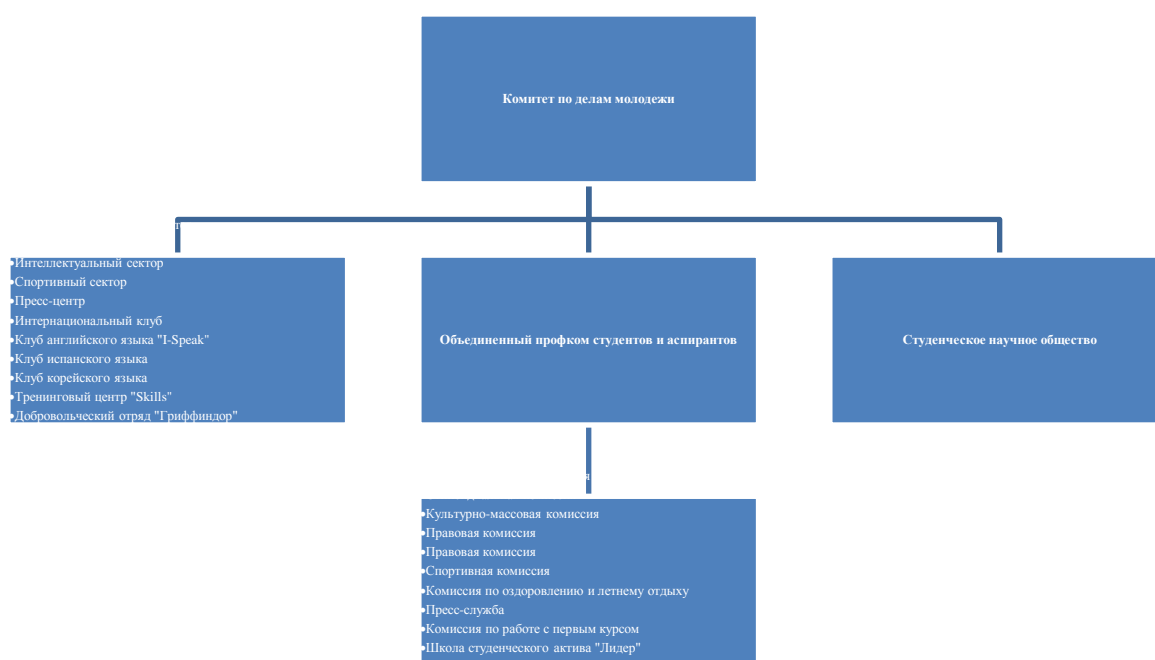 Комитет по делам молодежи
•Интеллектуальный сектор
•Спортивный сектор
•Пресс-центр
•Интернациональный клуб
•Клуб английского языка "I-Speak"
•Клуб испанского языка
•Клуб корейского языка
•Тренинговый центр "Skills"
•Добровольческий отряд "Гриффиндор"
Объединенный профком студентов и аспирантов
Студенческое научное общество
•Культурно-массовая комиссия
•Правовая комиссия
•Правовая комиссия
•Спортивная комиссия
•Комиссия по оздоровлению и летнему отдыху
•Пресс-служба
•Комиссия по работе с первым курсом
•Школа студенческого актива "Лидер"